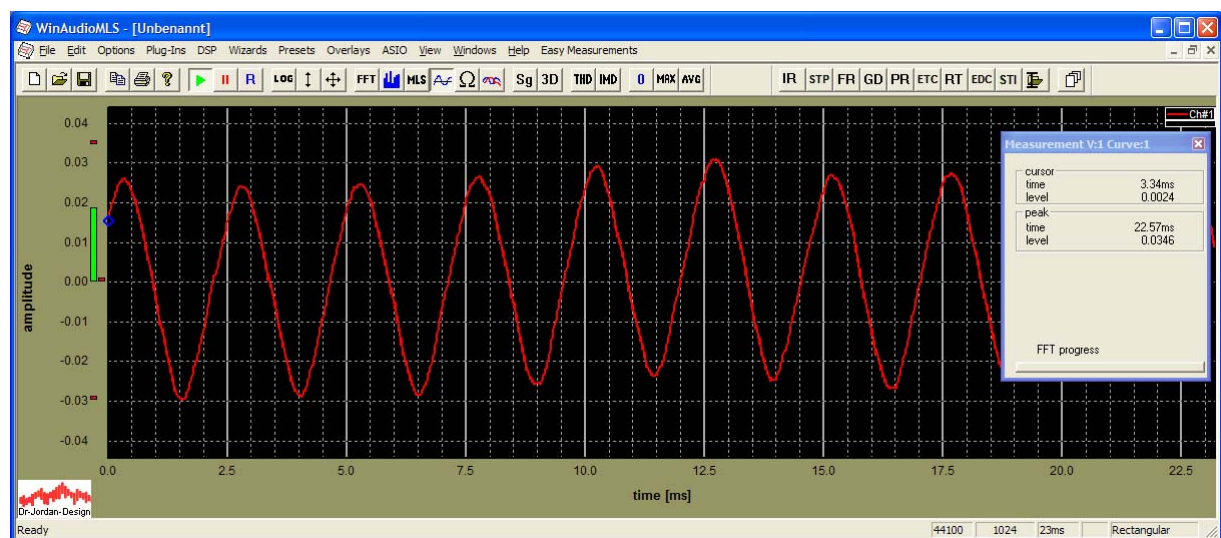 WinAudioMLS - [Unbenannt]
File Edit Options Plug-Ins DSP Wizards Presets Overlays ASIO View Windows Help Easy Measurements
R LOG FFT MLS Ω Sg 3D THD IMD 0 MAX AVG IR STP FR GD PR ETC RT EDC STI
Ch#1
Measurement V:1 Curve:1
cursor
time 3.34ms
level 0.0024
peak
time 22.57ms
level 0.0346
FFT progress
amplitude
0.04
0.03
0.02
0.01
0.00
-0.01
-0.02
-0.03
-0.04
0.0 2.5 5.0 7.5 10.0 12.5 15.0 17.5 20.0 22.5
time [ms]
Dr-Jordan-Design
Ready 44100 1024 23ms Rectangular